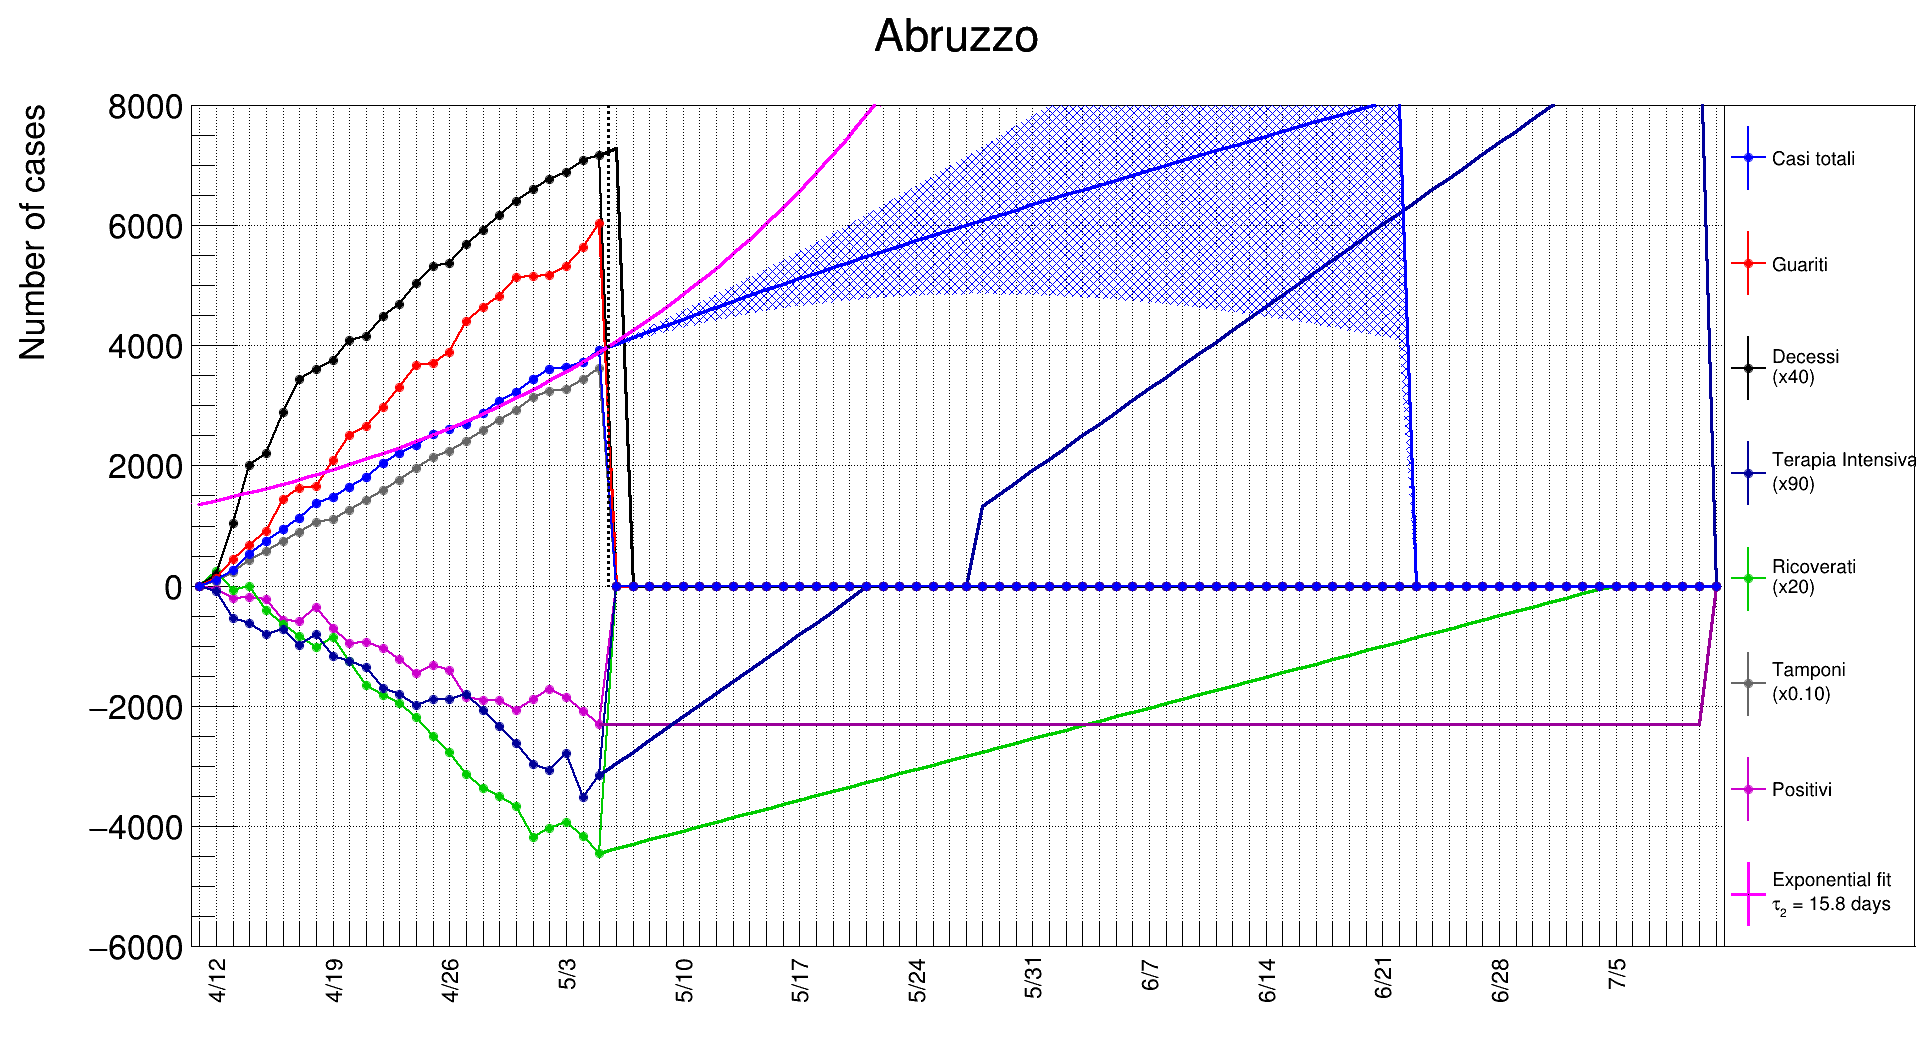 Abruzzo
Number of cases
8000
6000
4000
2000
0
−2000
−4000
−6000
4/12
4/19
4/26
5/3
5/10
5/17
5/24
5/31
6/7
6/14
6/21
6/28
7/5
Casi totali
Guariti
Decessi
(x40)
Terapia Intensiva
(x90)
Ricoverati
(x20)
Tamponi
(x0.10)
Positivi
Exponential fit
τ2 = 15.8 days